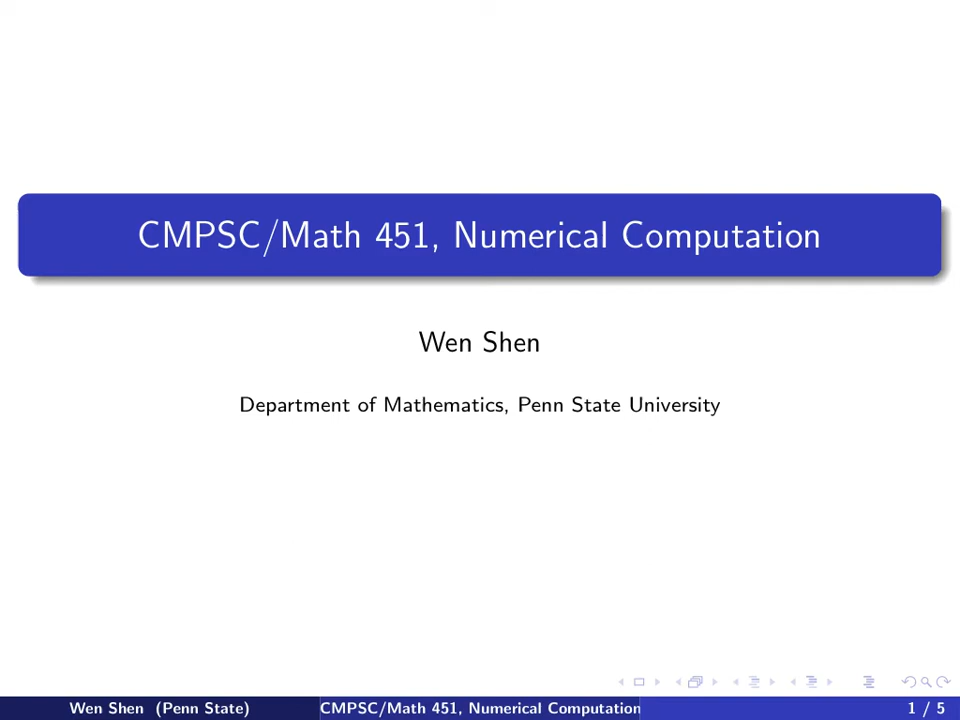 CMPSC/Math 451, Numerical Computation
Wen Shen
Department of Mathematics, Penn State University
Wen Shen (Penn State)
CMPSC/Math 451, Numerical Computation
1 / 5